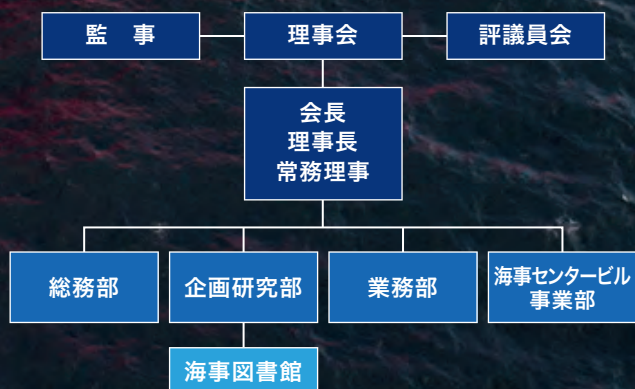 監　事
理事会
評議員会
会長
理事長
常務理事
総務部
企画研究部
業務部
海事センタービル
事業部
海事図書館